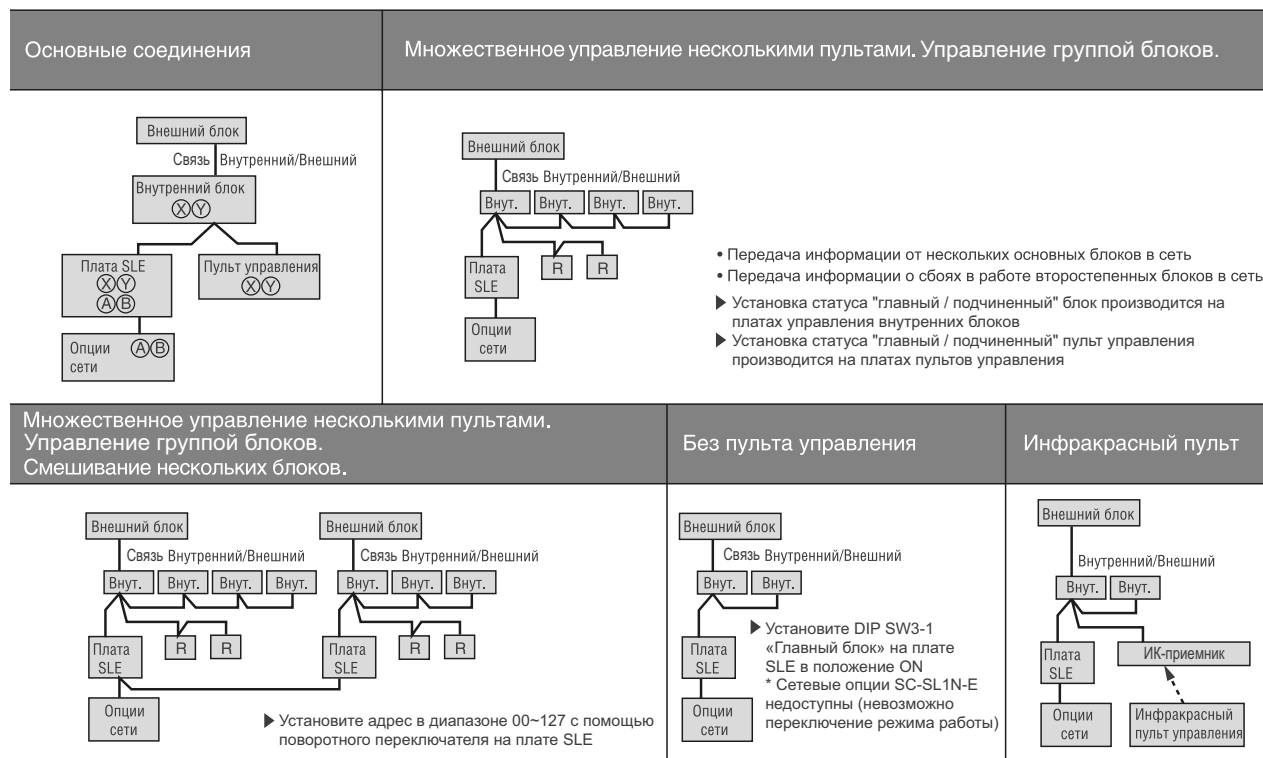 Основные соединения
Множественное управление несколькими пультами. Управление группой блоков.
Внешний блок
Связь Внутренний/Внешний
Внутренний блок
X Y
Плата SLE
X Y
A B
Пульт управления
X Y
Опции A B
сети
Внешний блок
Связь Внутренний/Внешний
Внут. Внут. Внут. Внут.
Плата
SLE
R R
Опции
сети
• Передача информации от нескольких основных блоков в сеть
• Передача информации о сбоях в работе второстепенных блоков в сеть
▶ Установка статуса "главный / подчиненный" блок производится на
платах управления внутренних блоков
▶ Установка статуса "главный / подчиненный" пульт управления
производится на платах пультов управления
Множественное управление несколькими пультами.
Управление группой блоков.
Смешивание нескольких блоков.
Без пульта управления
Инфракрасный пульт
Внешний блок
Связь Внутренний/Внешний
Внут. Внут. Внут. Внут.
Плата
SLE
R R
Опции
сети
Внешний блок
Связь Внутренний/Внешний
Внут. Внут. Внут.
Плата
SLE
R R
▶ Установите адрес в диапазоне 00~127 с помощью
поворотного переключателя на плате SLE
Внешний блок
Связь Внутренний/Внешний
Внут. Внут.
Плата
SLE
Опции
сети
▶ Установите DIP SW3-1
«Главный блок» на плате
SLE в положение ON
* Сетевые опции SC-SL1N-E
недоступны (невозможно
переключение режима работы)
Внешний блок
Внутренний/Внешний
Внут. Внут.
Плата
SLE
ИК-приемник
Опции
сети
Инфракрасный
пульт управления